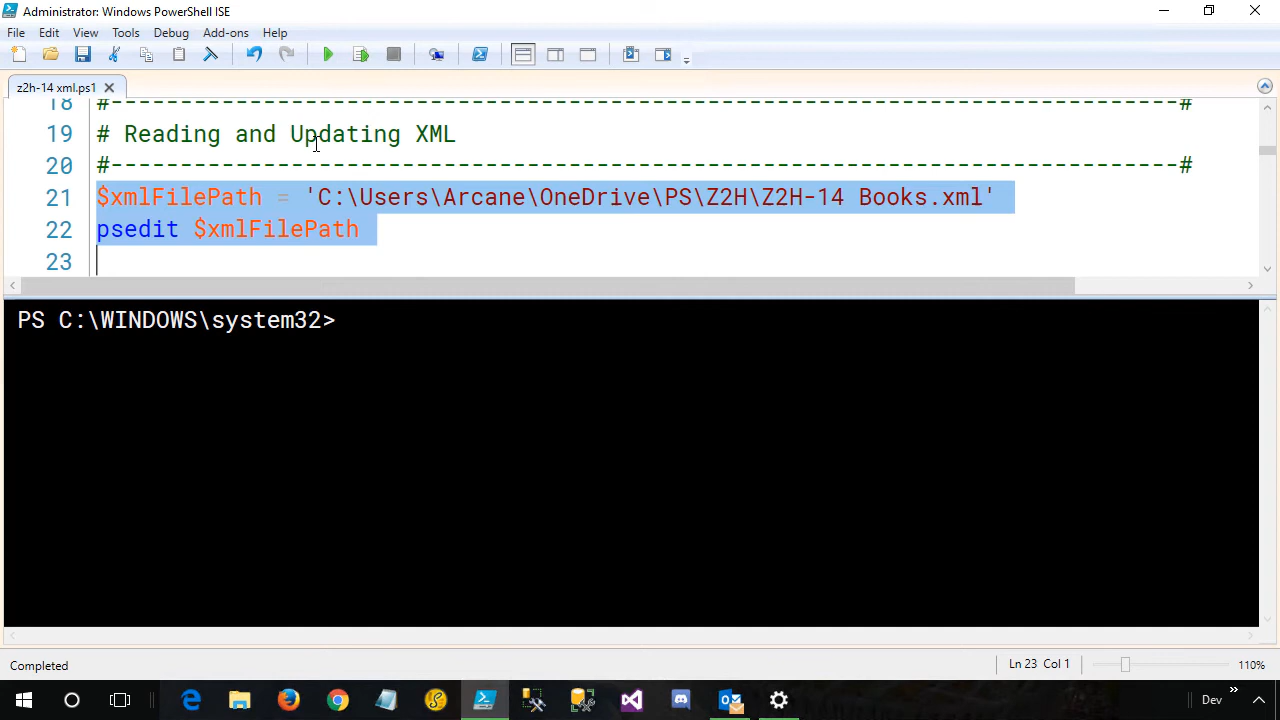 Administrator: Windows PowerShell ISE
File Edit View Tools Debug Add-ons Help
z2h-14 xml.ps1
18 #-----------------------------------------------------------------------------#
19 # Reading and Updating XML
20 #-----------------------------------------------------------------------------#
21 $xmlFilePath = 'C:\Users\Arcane\OneDrive\PS\Z2H\Z2H-14 Books.xml'
22 psedit $xmlFilePath
23
PS C:\WINDOWS\system32>
Completed Ln 23 Col 1 110%
Dev